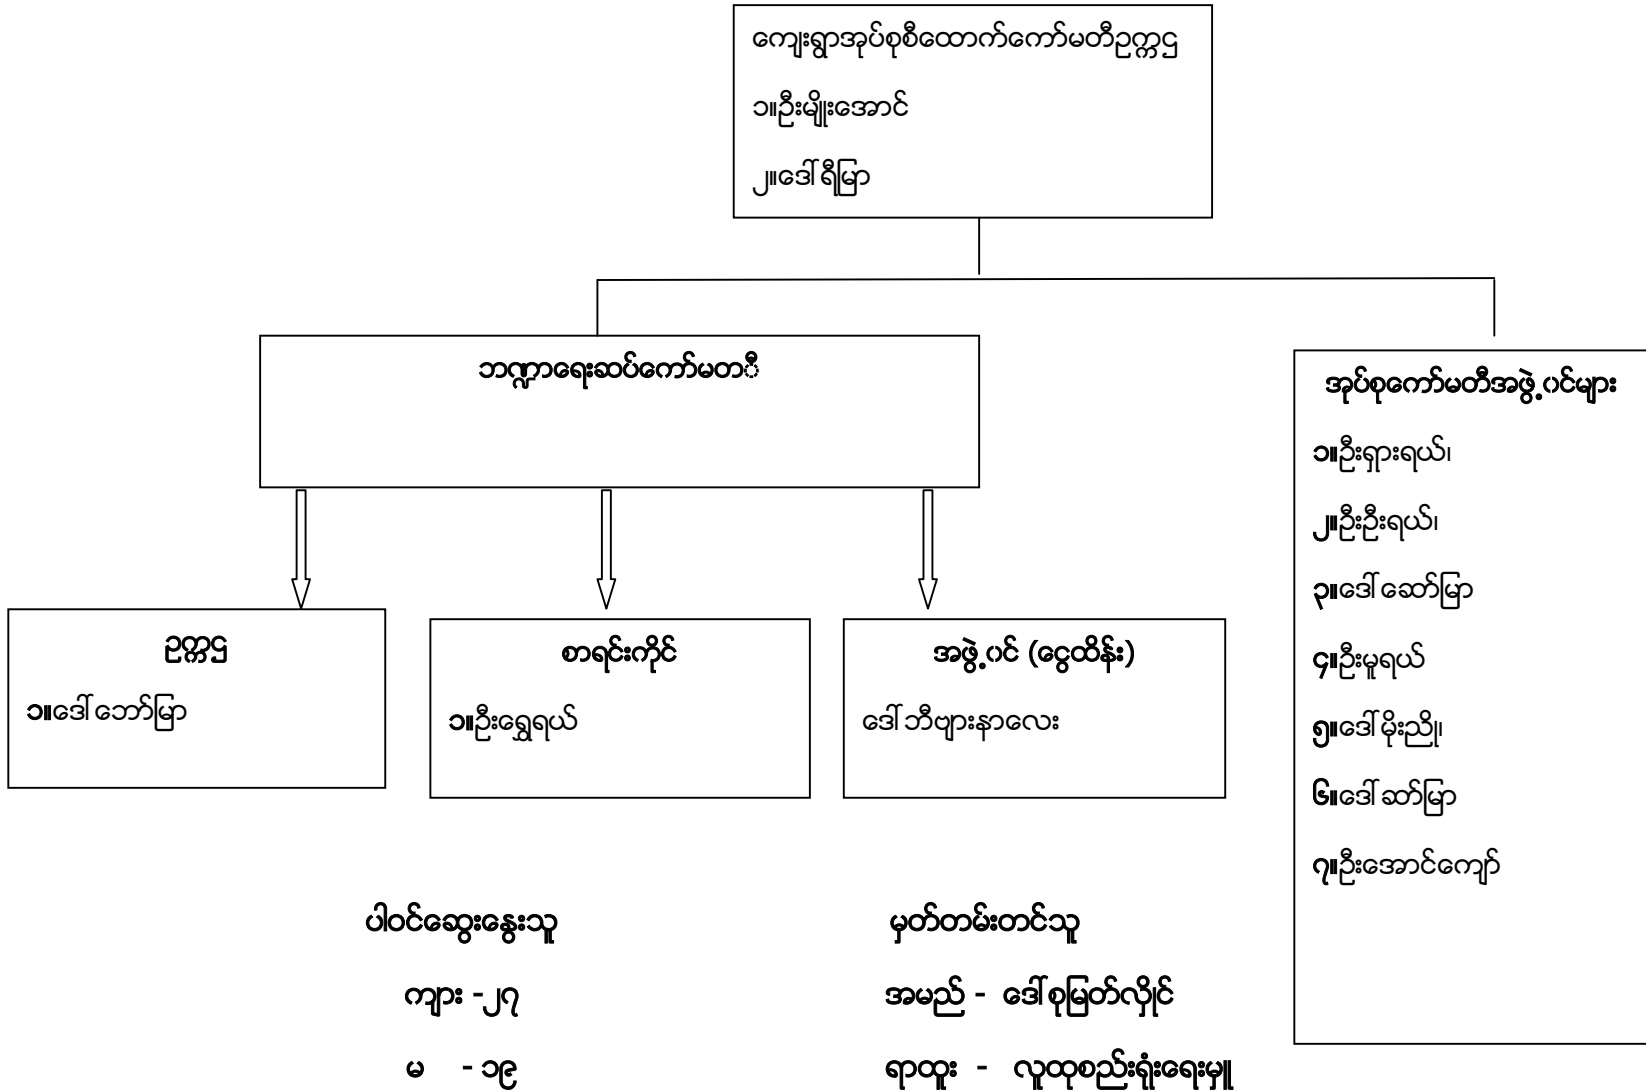 ကျေးရွာအုပ်စုစီထောက်ကော်မတီဥက္ကဌ
၁။ဦးမျိုးအောင်
၂။ဒေါ်ရီမြာ
ဘဏ္ဍာရေးဆပ်ကော်မတီ
အုပ်စုကော်မတီအဖွဲ့၀င်များ
၁။ဦးရှားရယ်၊
၂။ဦးဦးရယ်၊
၃။ဒေါ်ဆော်မြာ
၄။ဦးမူရယ်
၅။ဒေါ်မိုးညို၊
၆။ဒေါ်ဆာ်မြာ
၇။ဦးအောင်ကျော်
ဥက္ကဌ
၁။ဒေါ်ဘော်မြာ
စာရင်းကိုင်
၁။ဦးရွှေရယ်
အဖွဲ့၀င် (ငွေထိန်း)
ဒေါ်ဘီဗျားနာလေး
ပါဝင်ဆွေးနွေးသူ
ကျား -၂၇
မ - ၁၉
မှတ်တမ်းတင်သူ
အမည် - ဒေါ်စုမြတ်လှိုင်
ရာထူး - လူထုစည်းရုံးရေးမှူ